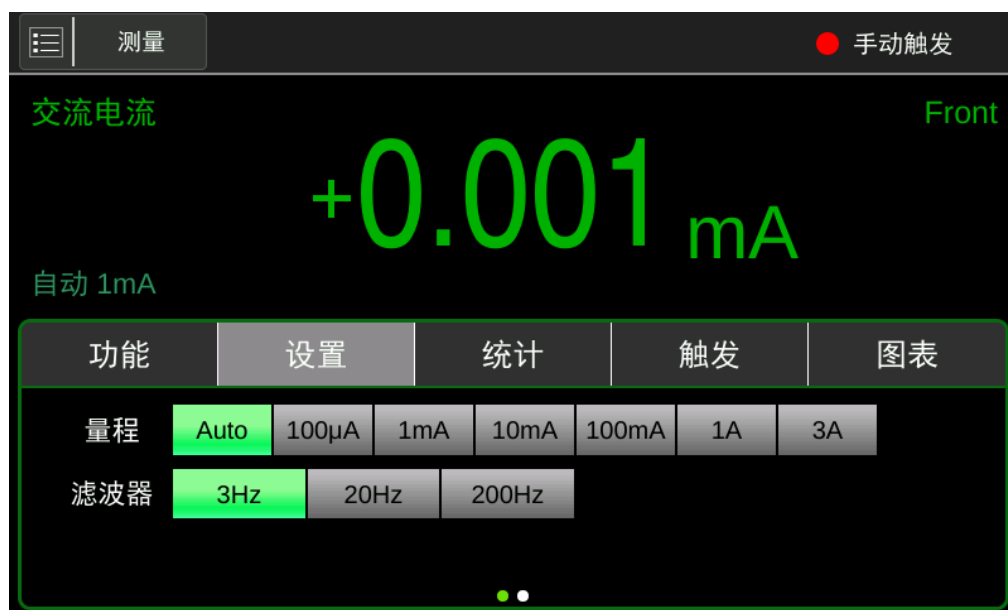 测量 手动触发
交流电流 Front
+0.001 mA
自动 1mA
功能 设置 统计 触发 图表
量程 Auto 100µA 1mA 10mA 100mA 1A 3A
滤波器 3Hz 20Hz 200Hz